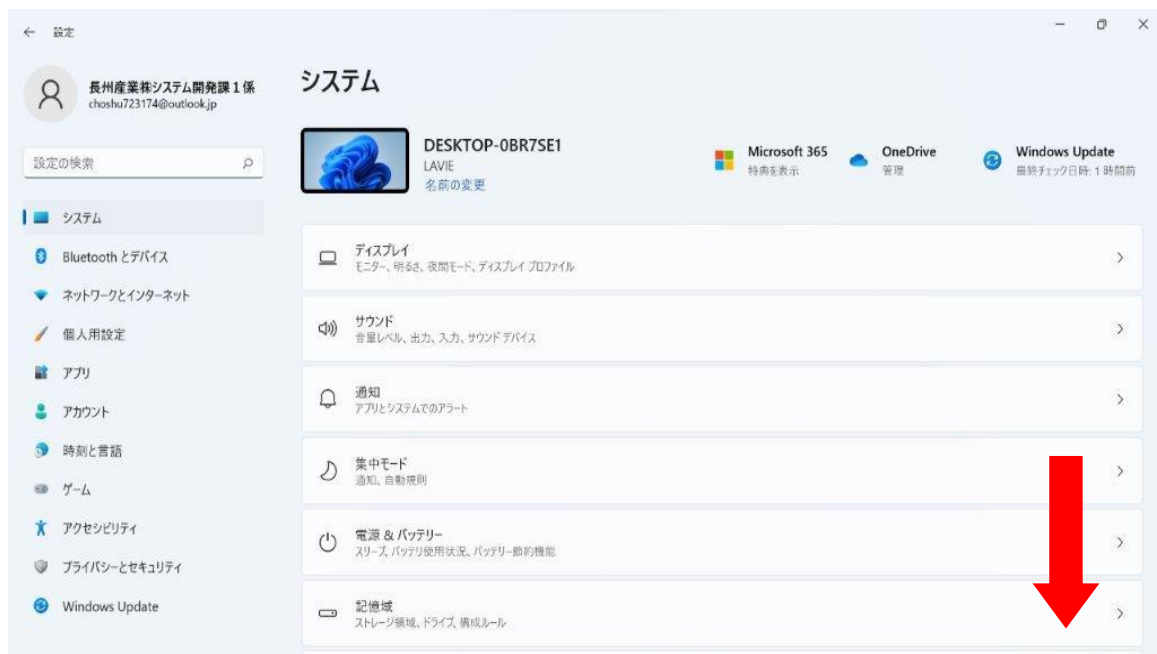 設定
長州産業㈱システム開発課１係
choshu723174@outlook.jp
設定の検索
システム
Bluetooth とデバイス
ネットワークとインターネット
個人用設定
アプリ
アカウント
時刻と言語
ゲーム
アクセシビリティ
プライバシーとセキュリティ
Windows Update
システム
DESKTOP-0BR7SE1
LAVIE
名前の変更
Microsoft 365
特典を表示
OneDrive
管理
Windows Update
最終チェック日時: 1 時間前
ディスプレイ
モニター、明るさ、夜間モード、ディスプレイ プロファイル
サウンド
音量レベル、出力、入力、サウンド デバイス
通知
アプリとシステムでのアラート
集中モード
通知、自動規則
電源 & バッテリー
スリープ、バッテリ使用状況、バッテリー節約機能
記憶域
ストレージ領域、ドライブ、構成ルール